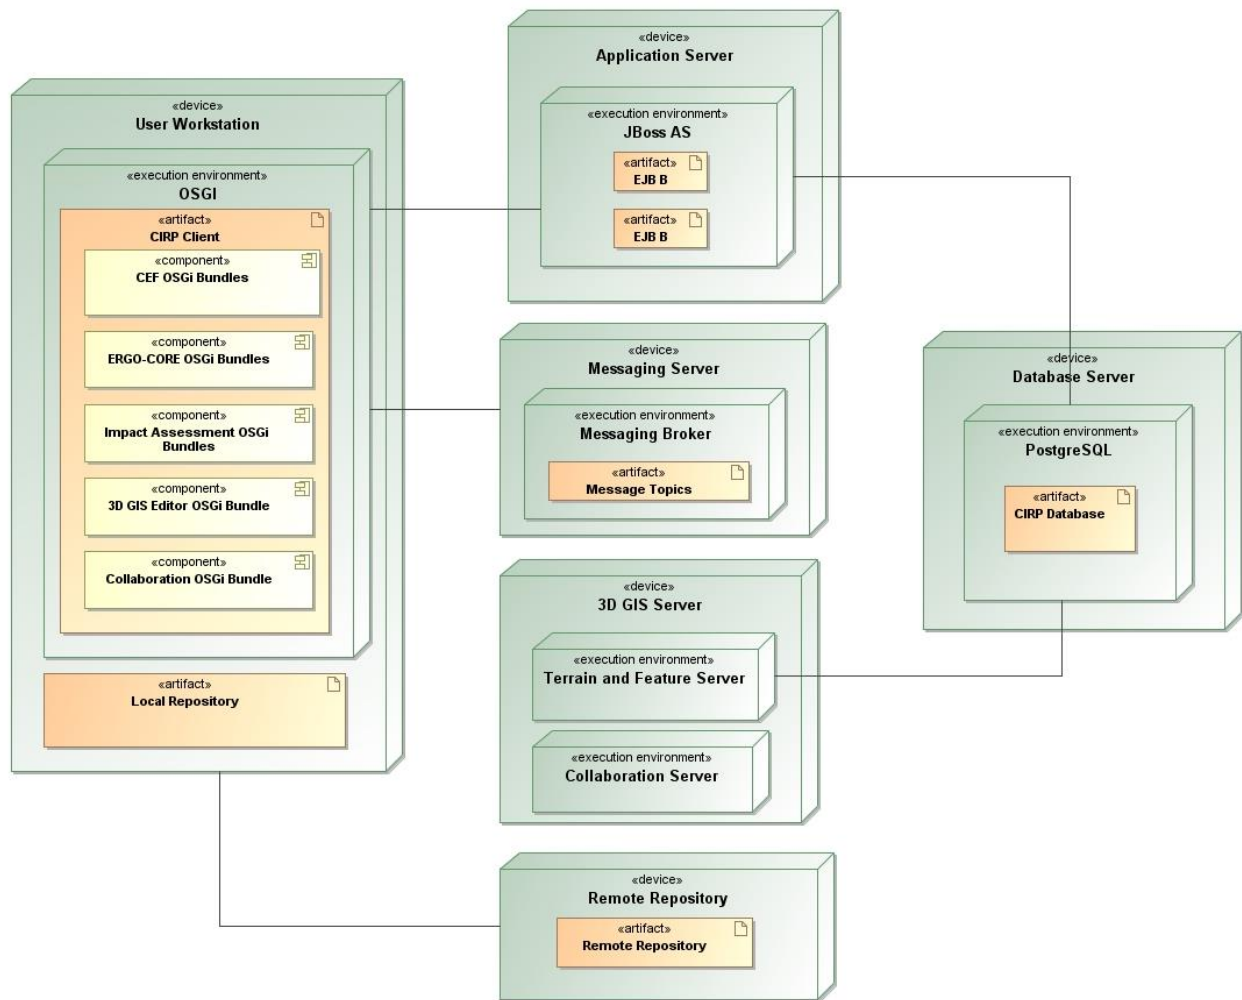 «device»
User Workstation
«execution environment»
OSGI
«artifact»
CIRP Client
«component»
CEF OSGi Bundles
«component»
ERGO-CORE OSGi Bundles
«component»
Impact Assessment OSGi
Bundles
«component»
3D GIS Editor OSGi Bundle
«component»
Collaboration OSGi Bundle
«artifact»
Local Repository
«device»
Application Server
«execution environment»
JBoss AS
«artifact»
EJB B
«artifact»
EJB B
«device»
Messaging Server
«execution environment»
Messaging Broker
«artifact»
Message Topics
«device»
3D GIS Server
«execution environment»
Terrain and Feature Server
«execution environment»
Collaboration Server
«device»
Remote Repository
«artifact»
Remote Repository
«device»
Database Server
«execution environment»
PostgreSQL
«artifact»
CIRP Database